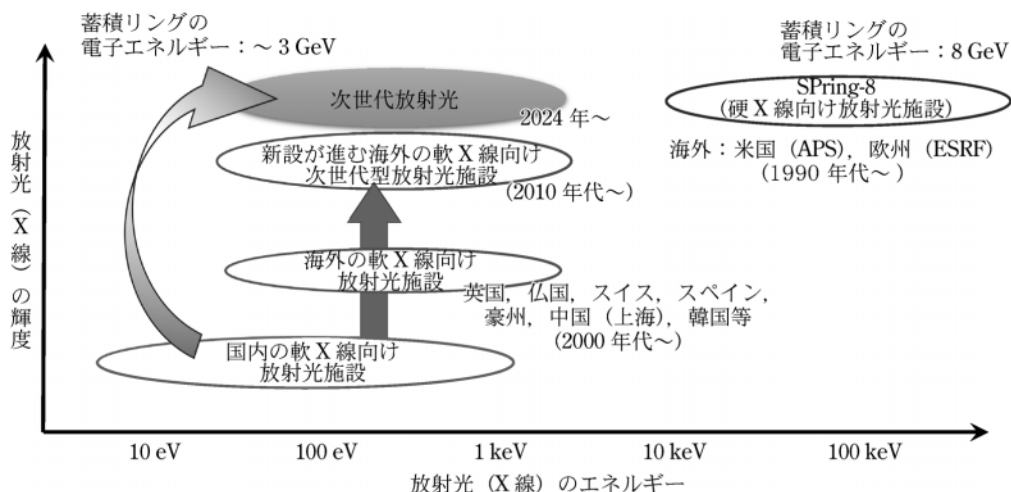 蓄積リングの
電子エネルギー：～ 3 GeV
蓄積リングの
電子エネルギー：8 GeV
次世代放射光
2024 年～
SPring-8
（硬 X 線向け放射光施設）
新設が進む海外の軟 X 線向け
次世代型放射光施設
（2010 年代～）
海外：米国（APS），欧州（ESRF）
（1990 年代～）
海外の軟 X 線向け
放射光施設
英国，仏国，スイス，スペイン，
豪州，中国（上海），韓国等
（2000 年代～）
国内の軟 X 線向け
放射光施設
放射光（X 線）の輝度
10 eV 100 eV 1 keV 10 keV 100 keV
放射光（X 線）のエネルギー